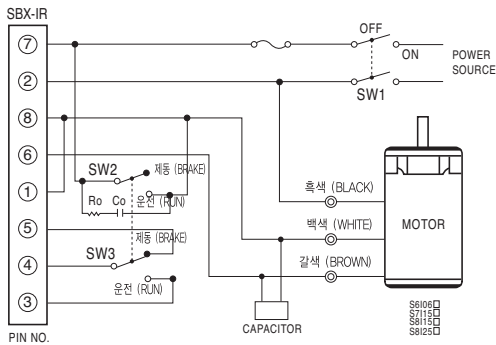 SBX-IR
7
2
8
6
1
5
4
3
PIN NO.
OFF
ON
POWER
SOURCE
SW1
SW2
제동 (BRAKE)
Ro
Co
운전 (RUN)
제동 (BRAKE)
SW3
운전 (RUN)
흑색 (BLACK)
백색 (WHITE)
갈색 (BROWN)
MOTOR
CAPACITOR
S6I06□
S7I15□
S8I15□
S8I25□